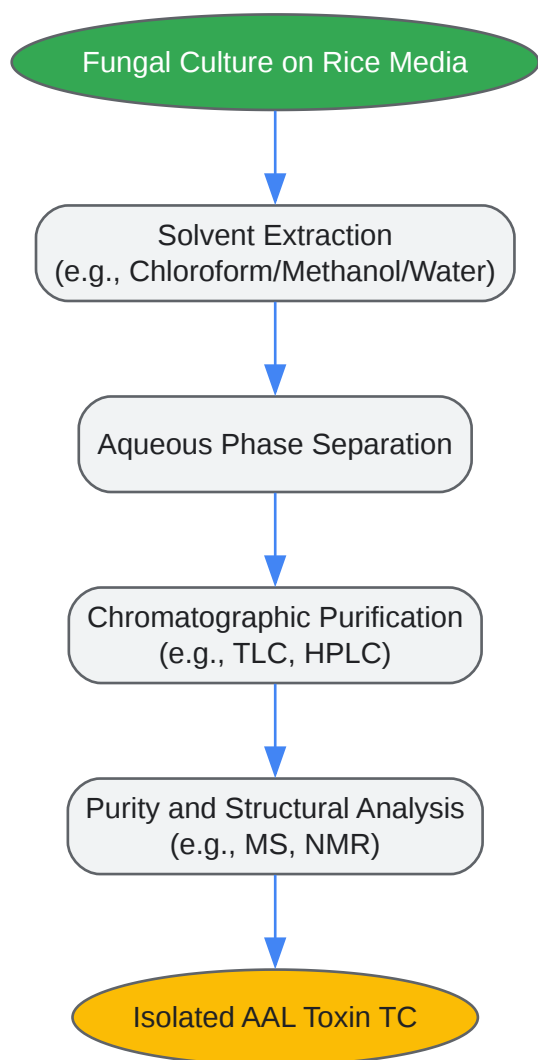 Fungal Culture on Rice Media
Solvent Extraction
(e.g., Chloroform/Methanol/Water)
Aqueous Phase Separation
Chromatographic Purification
(e.g., TLC, HPLC)
Purity and Structural Analysis
(e.g., MS, NMR)
Isolated AAL Toxin TC